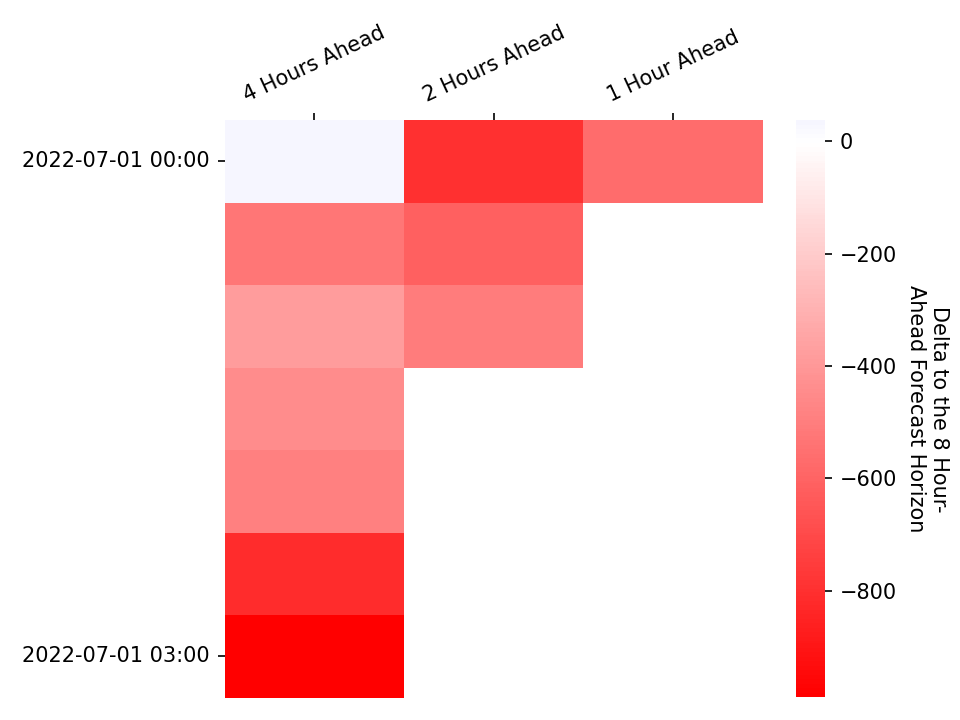 4 Hours Ahead
2 Hours Ahead
1 Hour Ahead
2022-07-01 00:00
2022-07-01 03:00
0
−200
−400
−600
−800
Delta to the 8 Hour-
Ahead Forecast Horizon